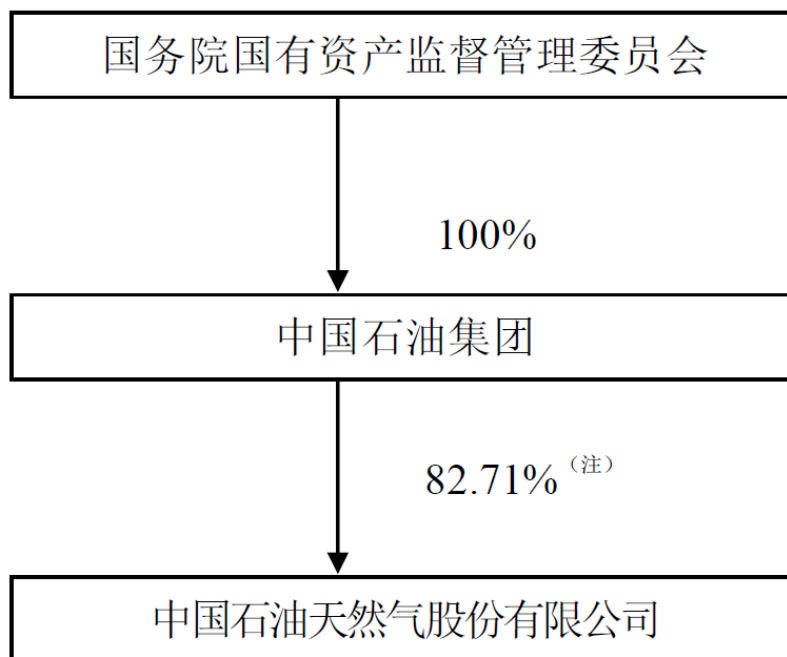 国务院国有资产监督管理委员会
100%
中国石油集团
82.71%（注）
中国石油天然气股份有限公司